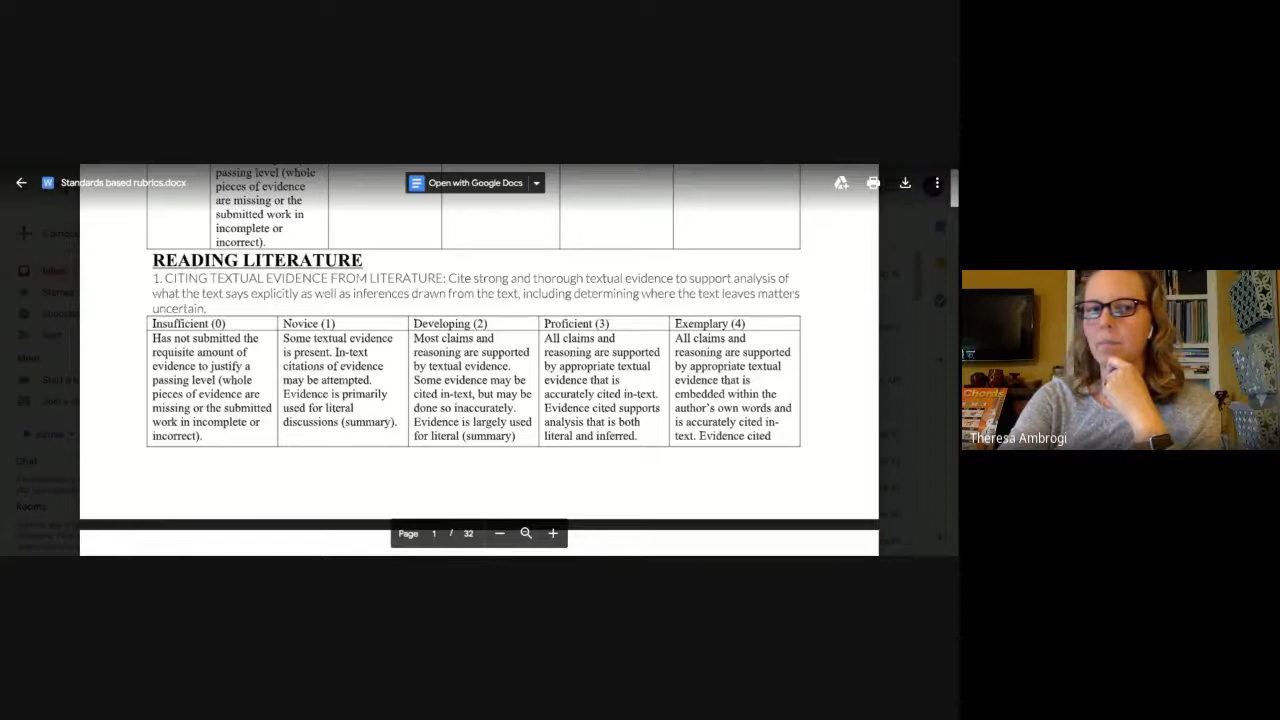 passing level (whole
Standards based rubrics.docx
Open with Google Docs
pieces of evidence
are missing or the
submitted work in
incomplete or
incorrect).
READING LITERATURE
1. CITING TEXTUAL EVIDENCE FROM LITERATURE: Cite strong and thorough textual evidence to support analysis of
what the text says explicitly as well as inferences drawn from the text, including determining where the text leaves matters
uncertain.
Insufficient (0)
Has not submitted the
requisite amount of
evidence to justify a
passing level (whole
pieces of evidence are
missing or the submitted
work in incomplete or
incorrect).
Novice (1)
Some textual evidence
is present. In-text
citations of evidence
may be attempted.
Evidence is primarily
used for literal
discussions (summary).
Developing (2)
Most claims and
reasoning are supported
by textual evidence.
Some evidence may be
cited in-text, but may be
done so inaccurately.
Evidence is largely used
for literal (summary)
Proficient (3)
All claims and
reasoning are supported
by appropriate textual
evidence that is
accurately cited in-text.
Evidence cited supports
analysis that is both
literal and inferred.
Exemplary (4)
All claims and
reasoning are supported
by appropriate textual
evidence that is
embedded within the
author's own words and
is accurately cited in-
text. Evidence cited
Page 1 / 32
Inbox
Meet
Chat
Rooms
Chords
Theresa Ambrogi